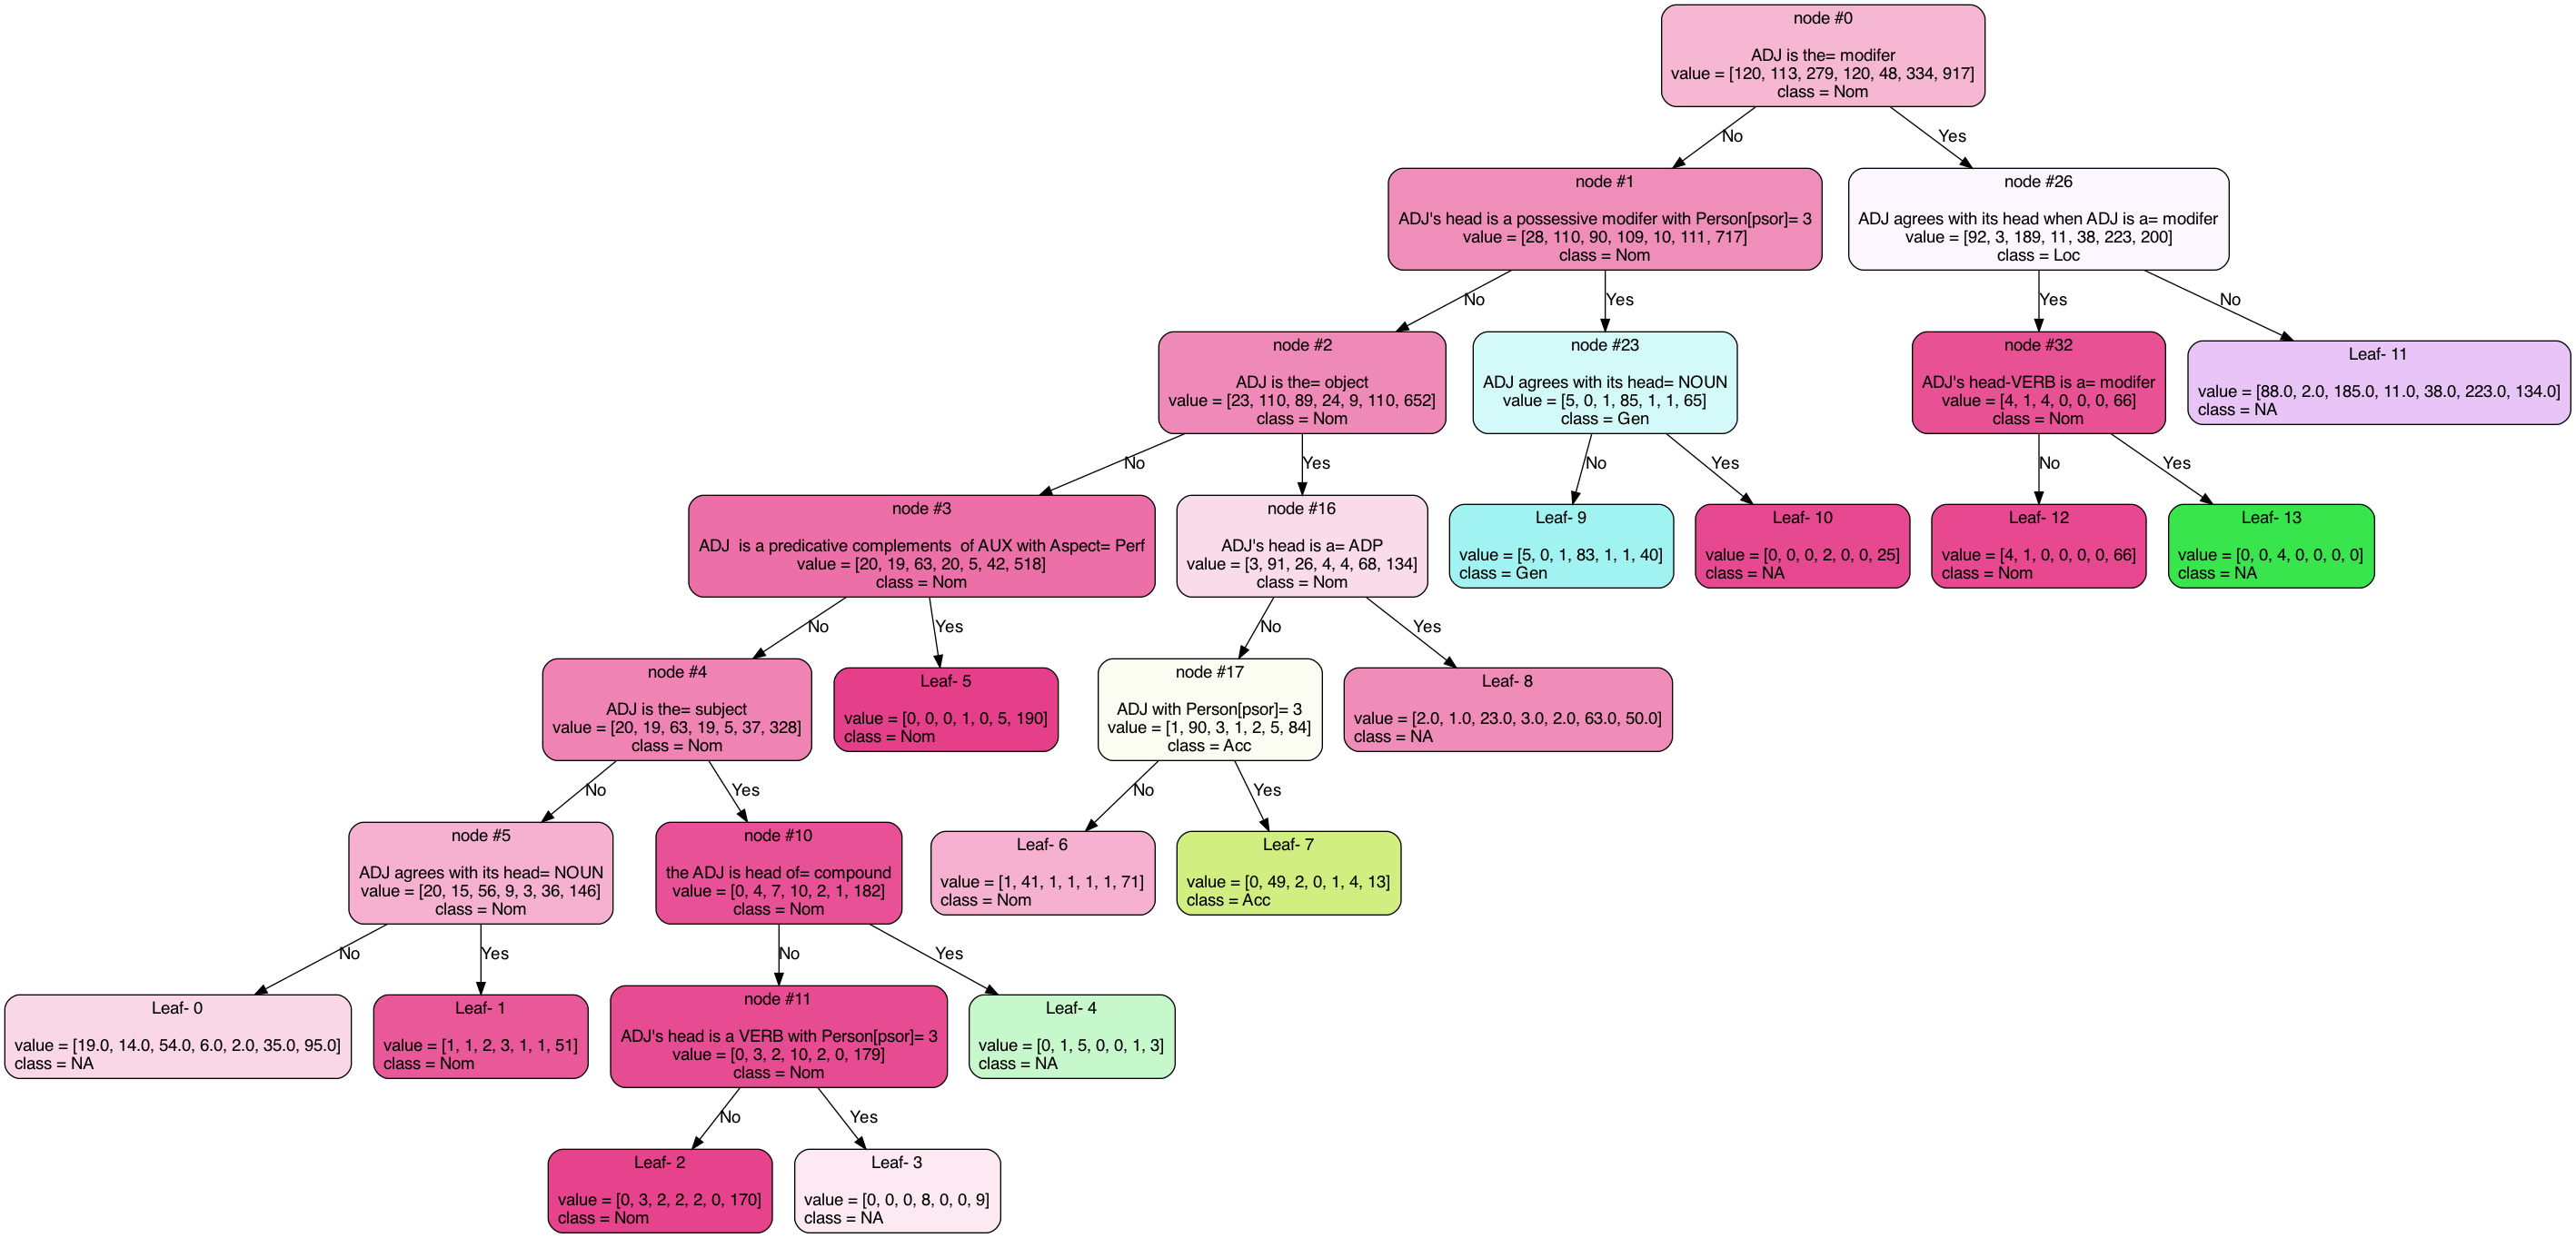 node #0
ADJ is the= modifer
value = [120, 113, 279, 120, 48, 334, 917]
class = Nom
No
Yes
node #1
ADJ's head is a possessive modifer with Person[psor]= 3
value = [28, 110, 90, 109, 10, 111, 717]
class = Nom
node #26
ADJ agrees with its head when ADJ is a= modifer
value = [92, 3, 189, 11, 38, 223, 200]
class = Loc
No
Yes
Yes
No
node #2
ADJ is the= object
value = [23, 110, 89, 24, 9, 110, 652]
class = Nom
node #23
ADJ agrees with its head= NOUN
value = [5, 0, 1, 85, 1, 1, 65]
class = Gen
node #32
ADJ's head-VERB is a= modifer
value = [4, 1, 4, 0, 0, 0, 66]
class = Nom
Leaf- 11
value = [88.0, 2.0, 185.0, 11.0, 38.0, 223.0, 134.0]
class = NA
No
Yes
No
Yes
No
Yes
node #3
ADJ  is a predicative complements  of AUX with Aspect= Perf
value = [20, 19, 63, 20, 5, 42, 518]
class = Nom
node #16
ADJ's head is a= ADP
value = [3, 91, 26, 4, 4, 68, 134]
class = Nom
Leaf- 9
value = [5, 0, 1, 83, 1, 1, 40]
class = Gen
Leaf- 10
value = [0, 0, 0, 2, 0, 0, 25]
class = NA
Leaf- 12
value = [4, 1, 0, 0, 0, 0, 66]
class = Nom
Leaf- 13
value = [0, 0, 4, 0, 0, 0, 0]
class = NA
No
Yes
No
Yes
node #4
ADJ is the= subject
value = [20, 19, 63, 19, 5, 37, 328]
class = Nom
Leaf- 5
value = [0, 0, 0, 1, 0, 5, 190]
class = Nom
node #17
ADJ with Person[psor]= 3
value = [1, 90, 3, 1, 2, 5, 84]
class = Acc
Leaf- 8
value = [2.0, 1.0, 23.0, 3.0, 2.0, 63.0, 50.0]
class = NA
No
Yes
No
Yes
node #5
ADJ agrees with its head= NOUN
value = [20, 15, 56, 9, 3, 36, 146]
class = Nom
node #10
the ADJ is head of= compound
value = [0, 4, 7, 10, 2, 1, 182]
class = Nom
Leaf- 6
value = [1, 41, 1, 1, 1, 1, 71]
class = Nom
Leaf- 7
value = [0, 49, 2, 0, 1, 4, 13]
class = Acc
No
Yes
No
Yes
Leaf- 0
value = [19.0, 14.0, 54.0, 6.0, 2.0, 35.0, 95.0]
class = NA
Leaf- 1
value = [1, 1, 2, 3, 1, 1, 51]
class = Nom
node #11
ADJ's head is a VERB with Person[psor]= 3
value = [0, 3, 2, 10, 2, 0, 179]
class = Nom
Leaf- 4
value = [0, 1, 5, 0, 0, 1, 3]
class = NA
No
Yes
Leaf- 2
value = [0, 3, 2, 2, 2, 0, 170]
class = Nom
Leaf- 3
value = [0, 0, 0, 8, 0, 0, 9]
class = NA